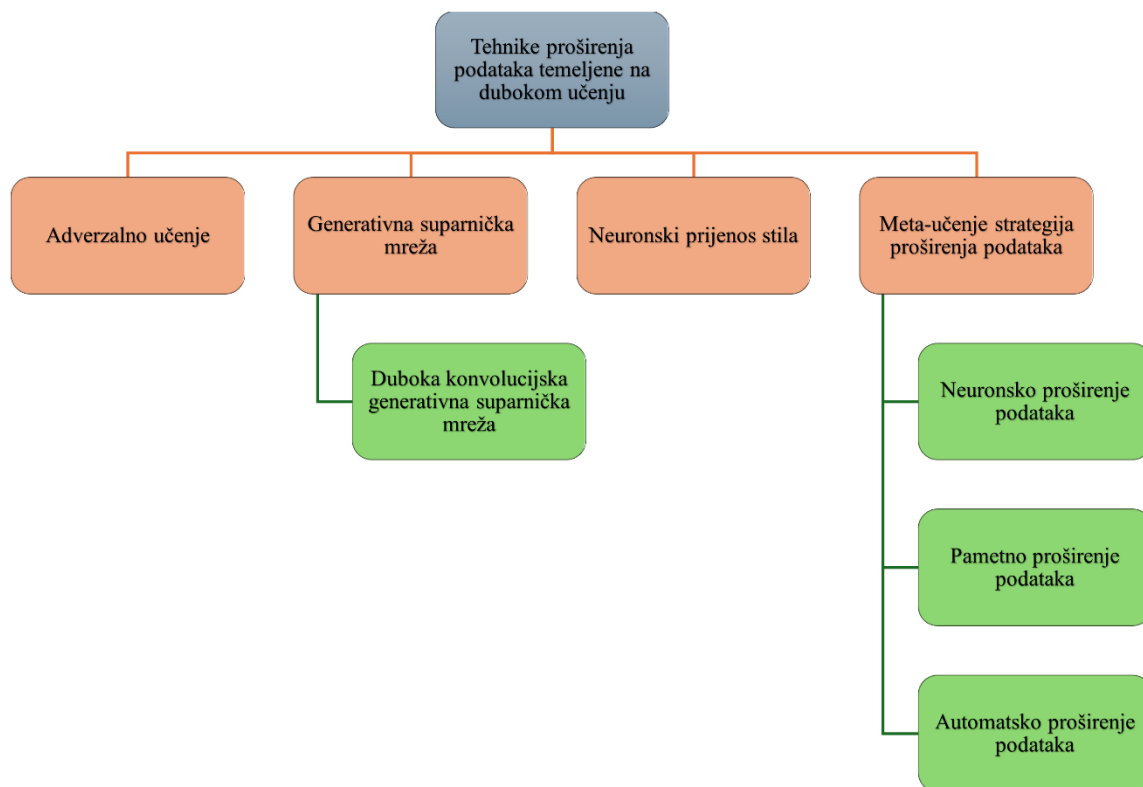 Tehnike proširenja
podataka temeljene na
dubokom učenju
Adverzalno učenje
Generativna suparnička
mreža
Neuronski prijenos stila
Meta-učenje strategija
proširenja podataka
Duboka konvolucijska
generativna suparnička
mreža
Neuronsko proširenje
podataka
Pametno proširenje
podataka
Automatsko proširenje
podataka